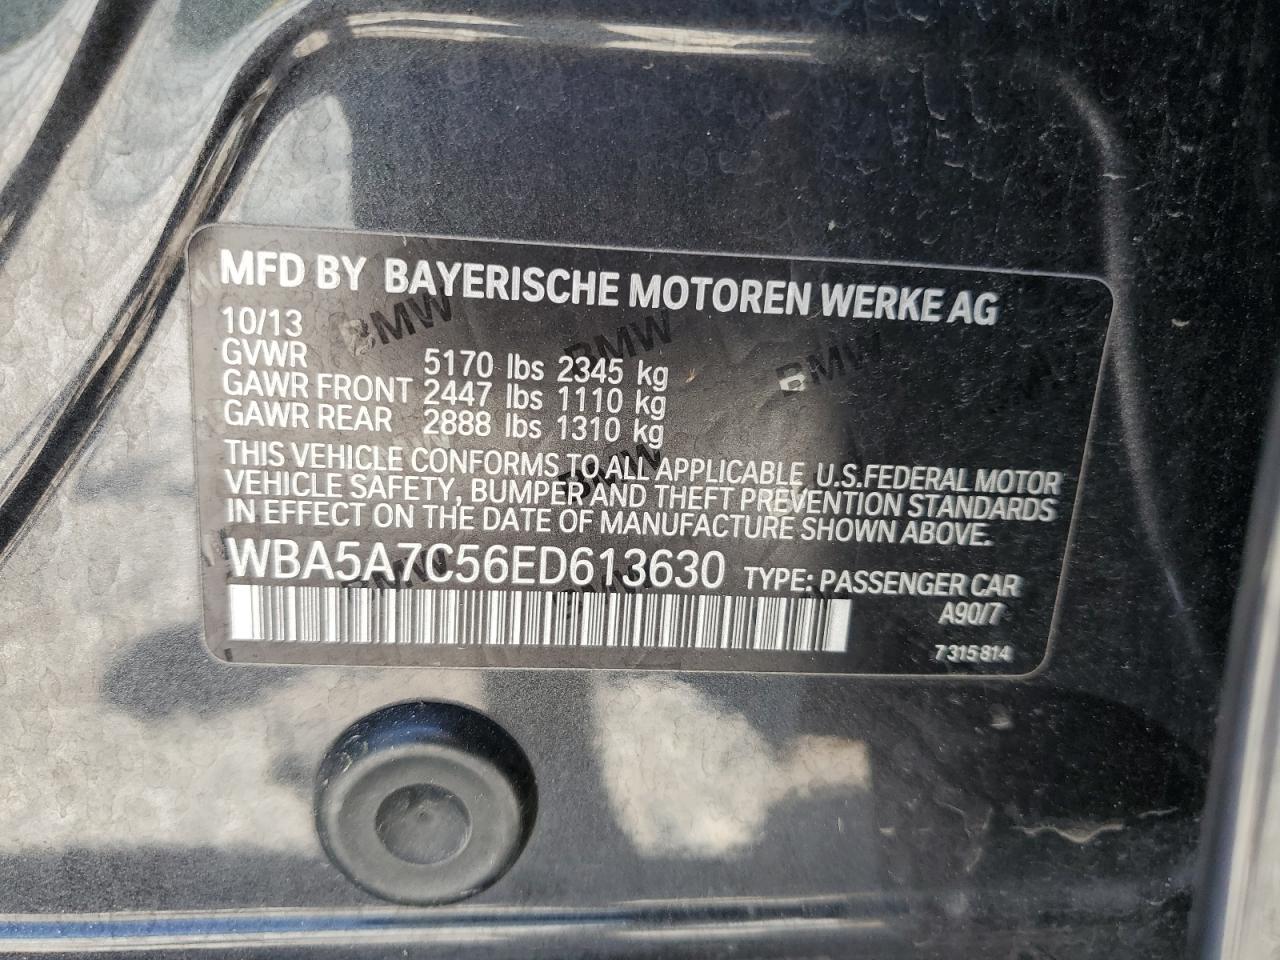 MFD BY BAYERISCHE MOTOREN WERKE AG
10/13
GVWR 5170 lbs 2345 kg
GAWR FRONT 2447 lbs 1110 kg
GAWR REAR 2888 lbs 1310 kg
THIS VEHICLE CONFORMS TO ALL APPLICABLE U.S.FEDERAL MOTOR
VEHICLE SAFETY, BUMPER AND THEFT PREVENTION STANDARDS
IN EFFECT ON THE DATE OF MANUFACTURE SHOWN ABOVE.
WBA5A7C56ED613630 TYPE: PASSENGER CAR
A90/7
7 315 814